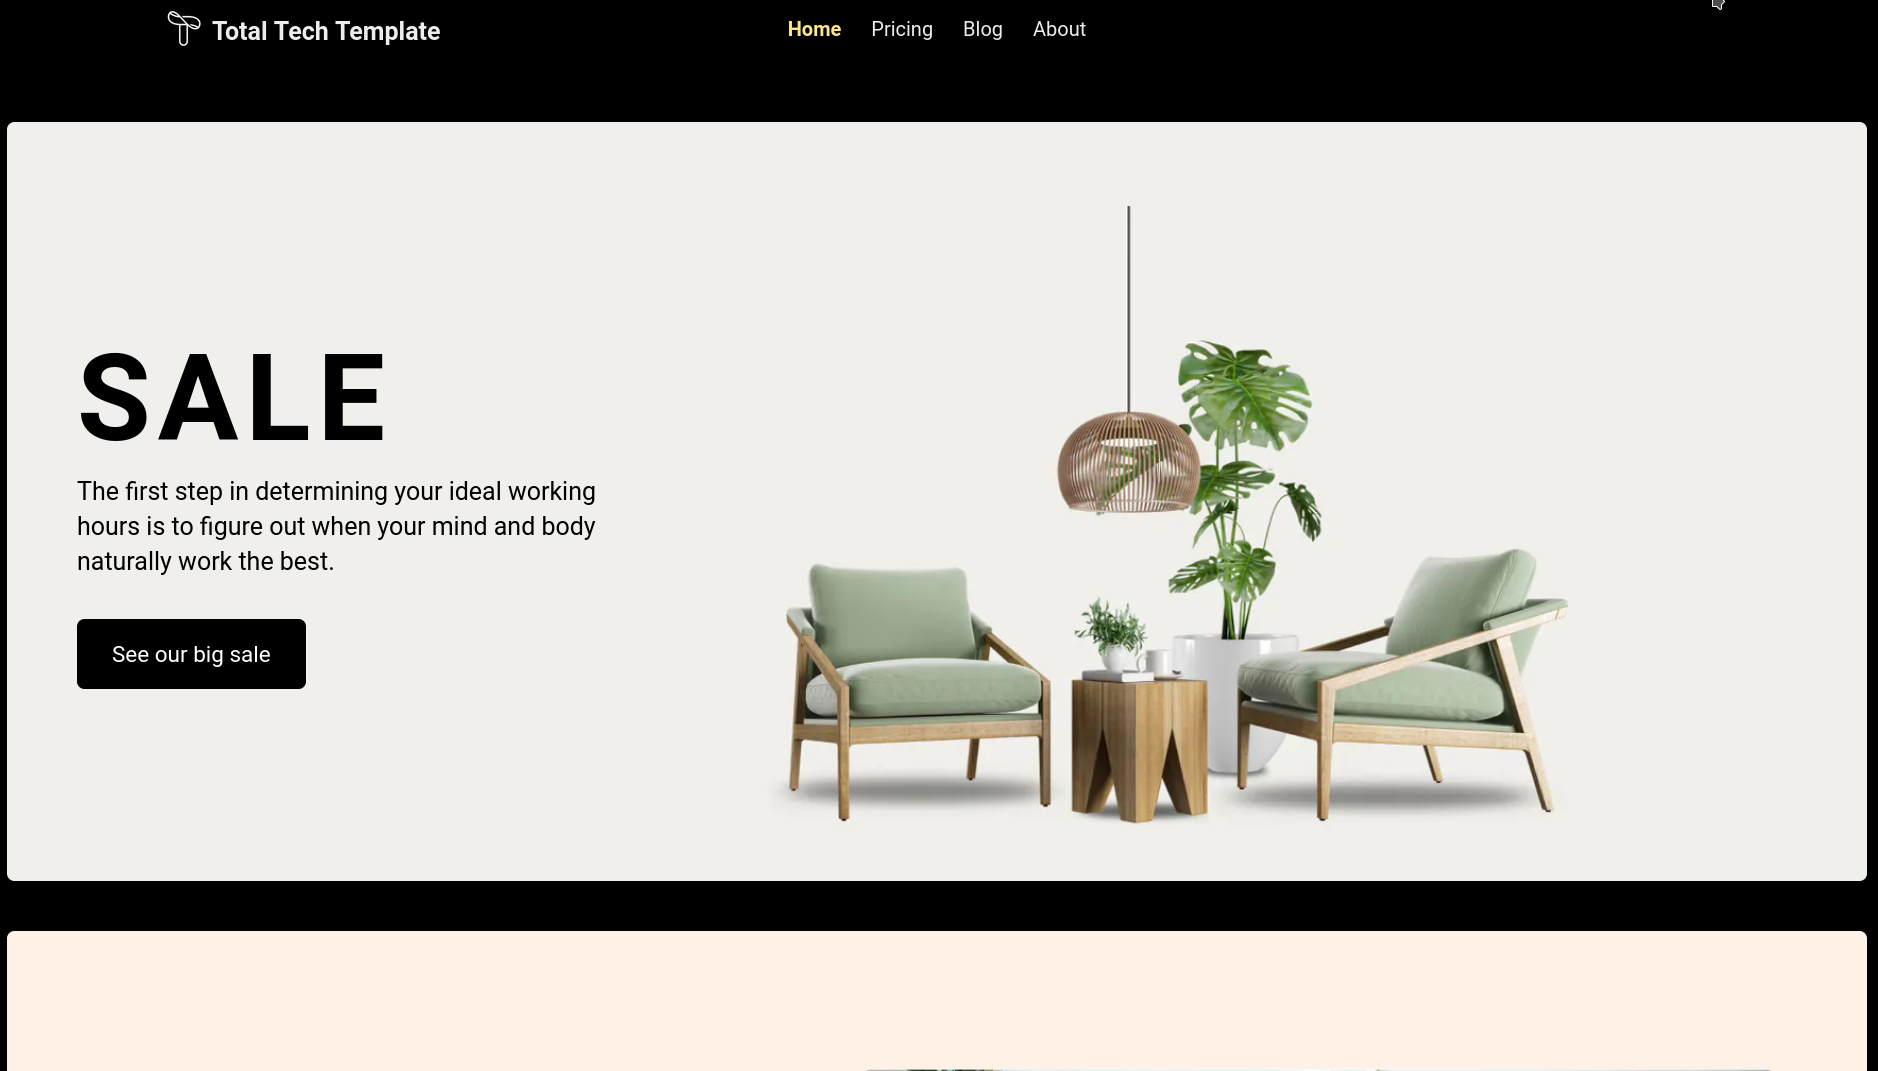 Total Tech Template
Home Pricing Blog About
SALE
The first step in determining your ideal working
hours is to figure out when your mind and body
naturally work the best.
See our big sale